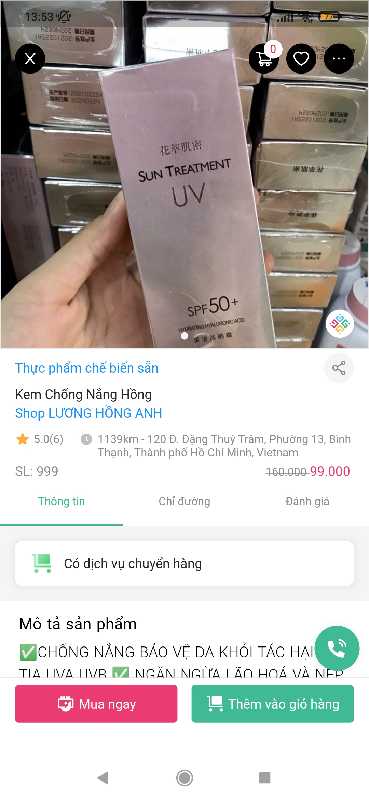 13:53
X
0
花萃肌密
SUN TREATMENT
UV
SPF50+
HYDRATING HYALURONIC ACID
Thực phẩm chế biến sẵn
Kem Chống Nắng Hồng
Shop LƯƠNG HỒNG ANH
5.0(6)
1139km - 120 Đ. Đặng Thuỳ Trâm, Phường 13, Bình
Thạnh, Thành phố Hồ Chí Minh, Vietnam
SL: 999
160.000 99.000
Thông tin
Chỉ đường
Đánh giá
Có dịch vụ chuyển hàng
Mô tả sản phẩm
✅CHỐNG NẮNG BẢO VỆ DA KHỎI TÁC HẠI
TIA UVA UVB ✅ NGĂN NGỪA LÃO HOÁ VÀ NẾP
Mua ngay
Thêm vào giỏ hàng